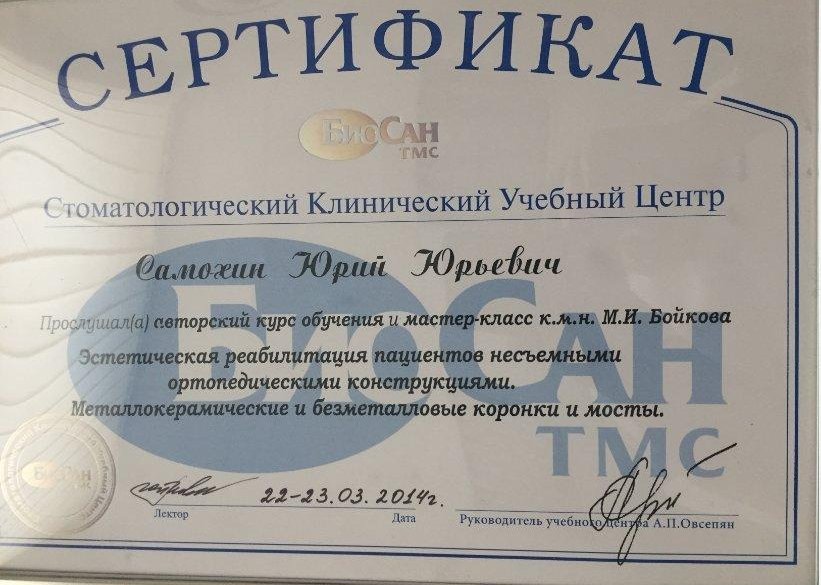 СЕРТИФИКАТ
БиоСАН
ТМС
Стоматологический Клинический Учебный Центр
Самохин Юрий Юрьевич
Прослушал(а) авторский курс обучения и мастер-класс к.м.н. М.И. Бойкова
Эстетическая реабилитация пациентов несъемными
ортопедическими конструкциями.
Металлокерамические и безметалловые коронки и мосты.
БиоСАН
ТМС
22-23.03.2014г.
Лектор
Дата
Руководитель учебного центра А.П.Овсепян
БиоСАН